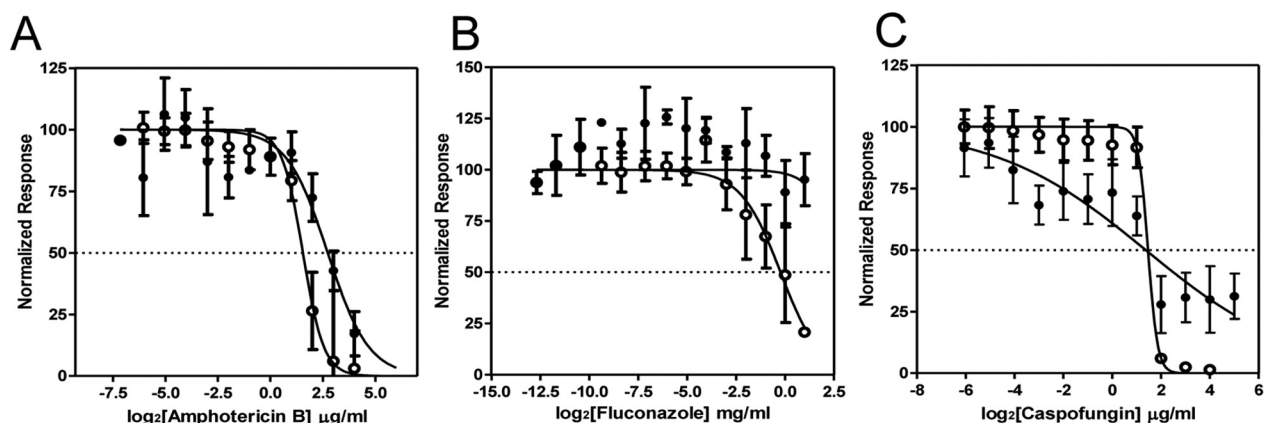 A
B
C
Normalized Response
125
100
75
50
25
0
-7.5 -5.0 -2.5 0.0 2.5 5.0
log₂[Amphotericin B] µg/ml
Normalized Response
150
125
100
75
50
25
0
-15.0 -12.5 -10.0 -7.5 -5.0 -2.5 0.0 2.5
log₂[Fluconazole] mg/ml
Normalized Response
125
100
75
50
25
0
-8 -6 -4 -2 0 2 4 6
log₂[Caspofungin] µg/ml